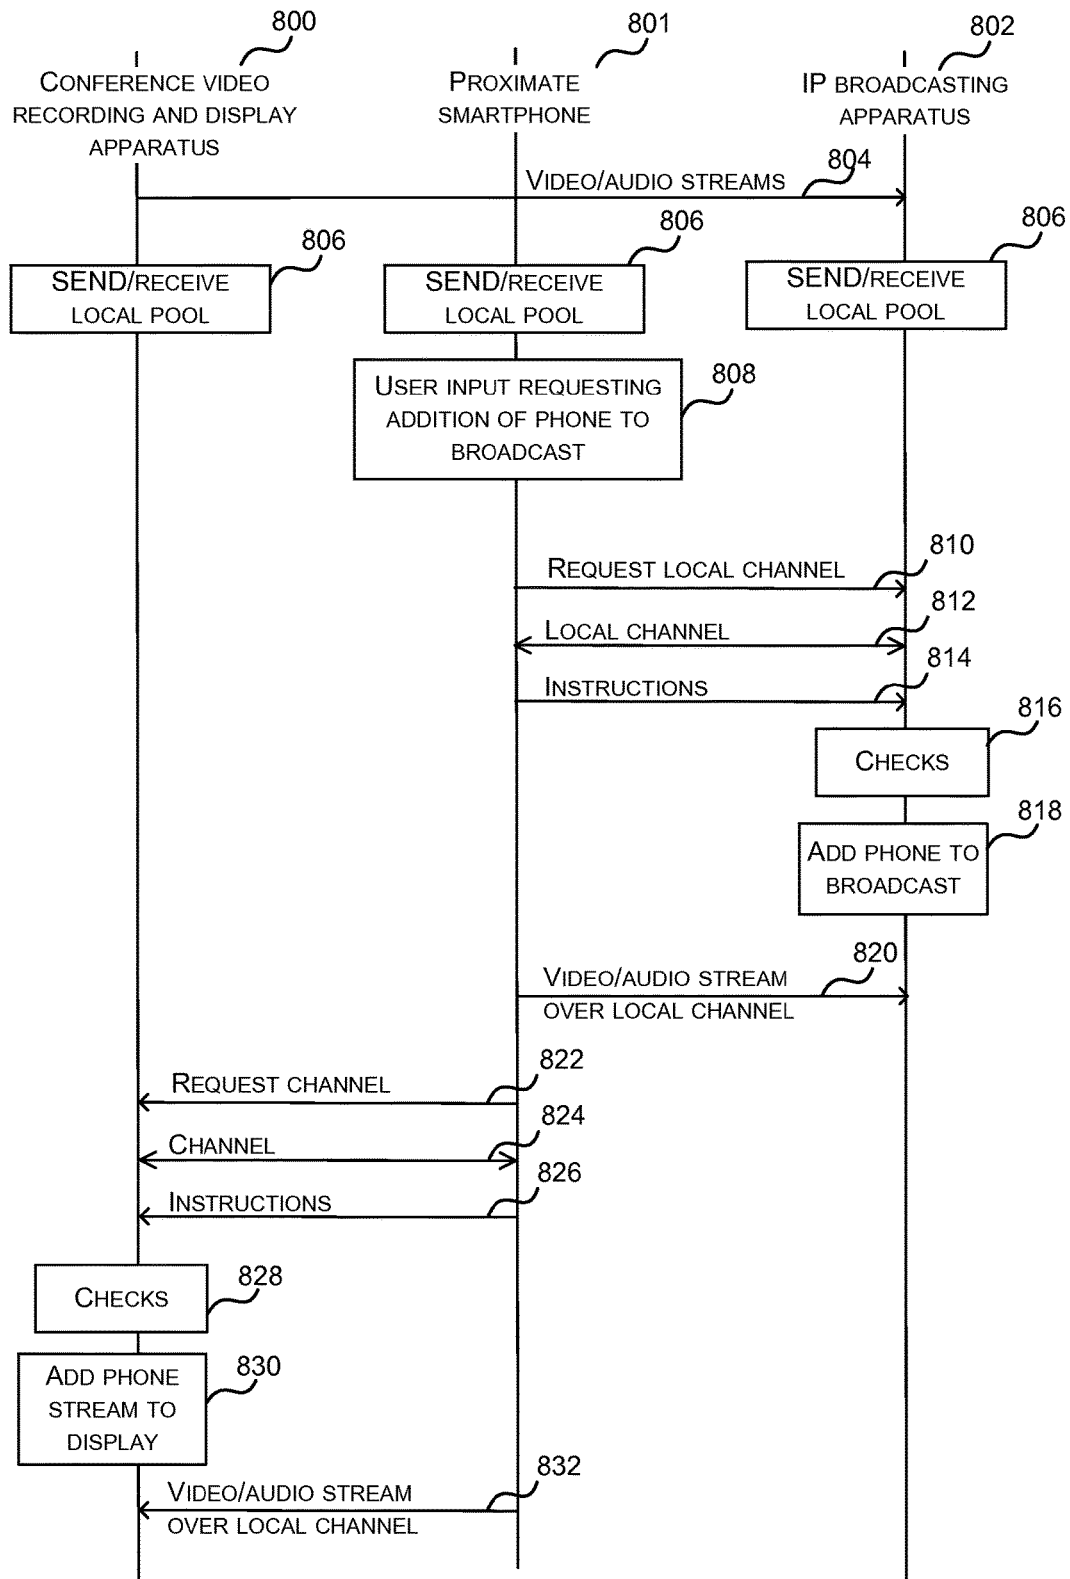 800
801
802
CONFERENCE VIDEO
RECORDING AND DISPLAY
APPARATUS
PROXIMATE
SMARTPHONE
IP BROADCASTING
APPARATUS
VIDEO/AUDIO STREAMS
804
806
806
806
SEND/RECEIVE
LOCAL POOL
SEND/RECEIVE
LOCAL POOL
SEND/RECEIVE
LOCAL POOL
USER INPUT REQUESTING
ADDITION OF PHONE TO
BROADCAST
808
REQUEST LOCAL CHANNEL
810
LOCAL CHANNEL
812
INSTRUCTIONS
814
CHECKS
816
ADD PHONE TO
BROADCAST
818
VIDEO/AUDIO STREAM
OVER LOCAL CHANNEL
820
REQUEST CHANNEL
822
CHANNEL
824
INSTRUCTIONS
826
CHECKS
828
ADD PHONE
STREAM TO
DISPLAY
830
VIDEO/AUDIO STREAM
OVER LOCAL CHANNEL
832